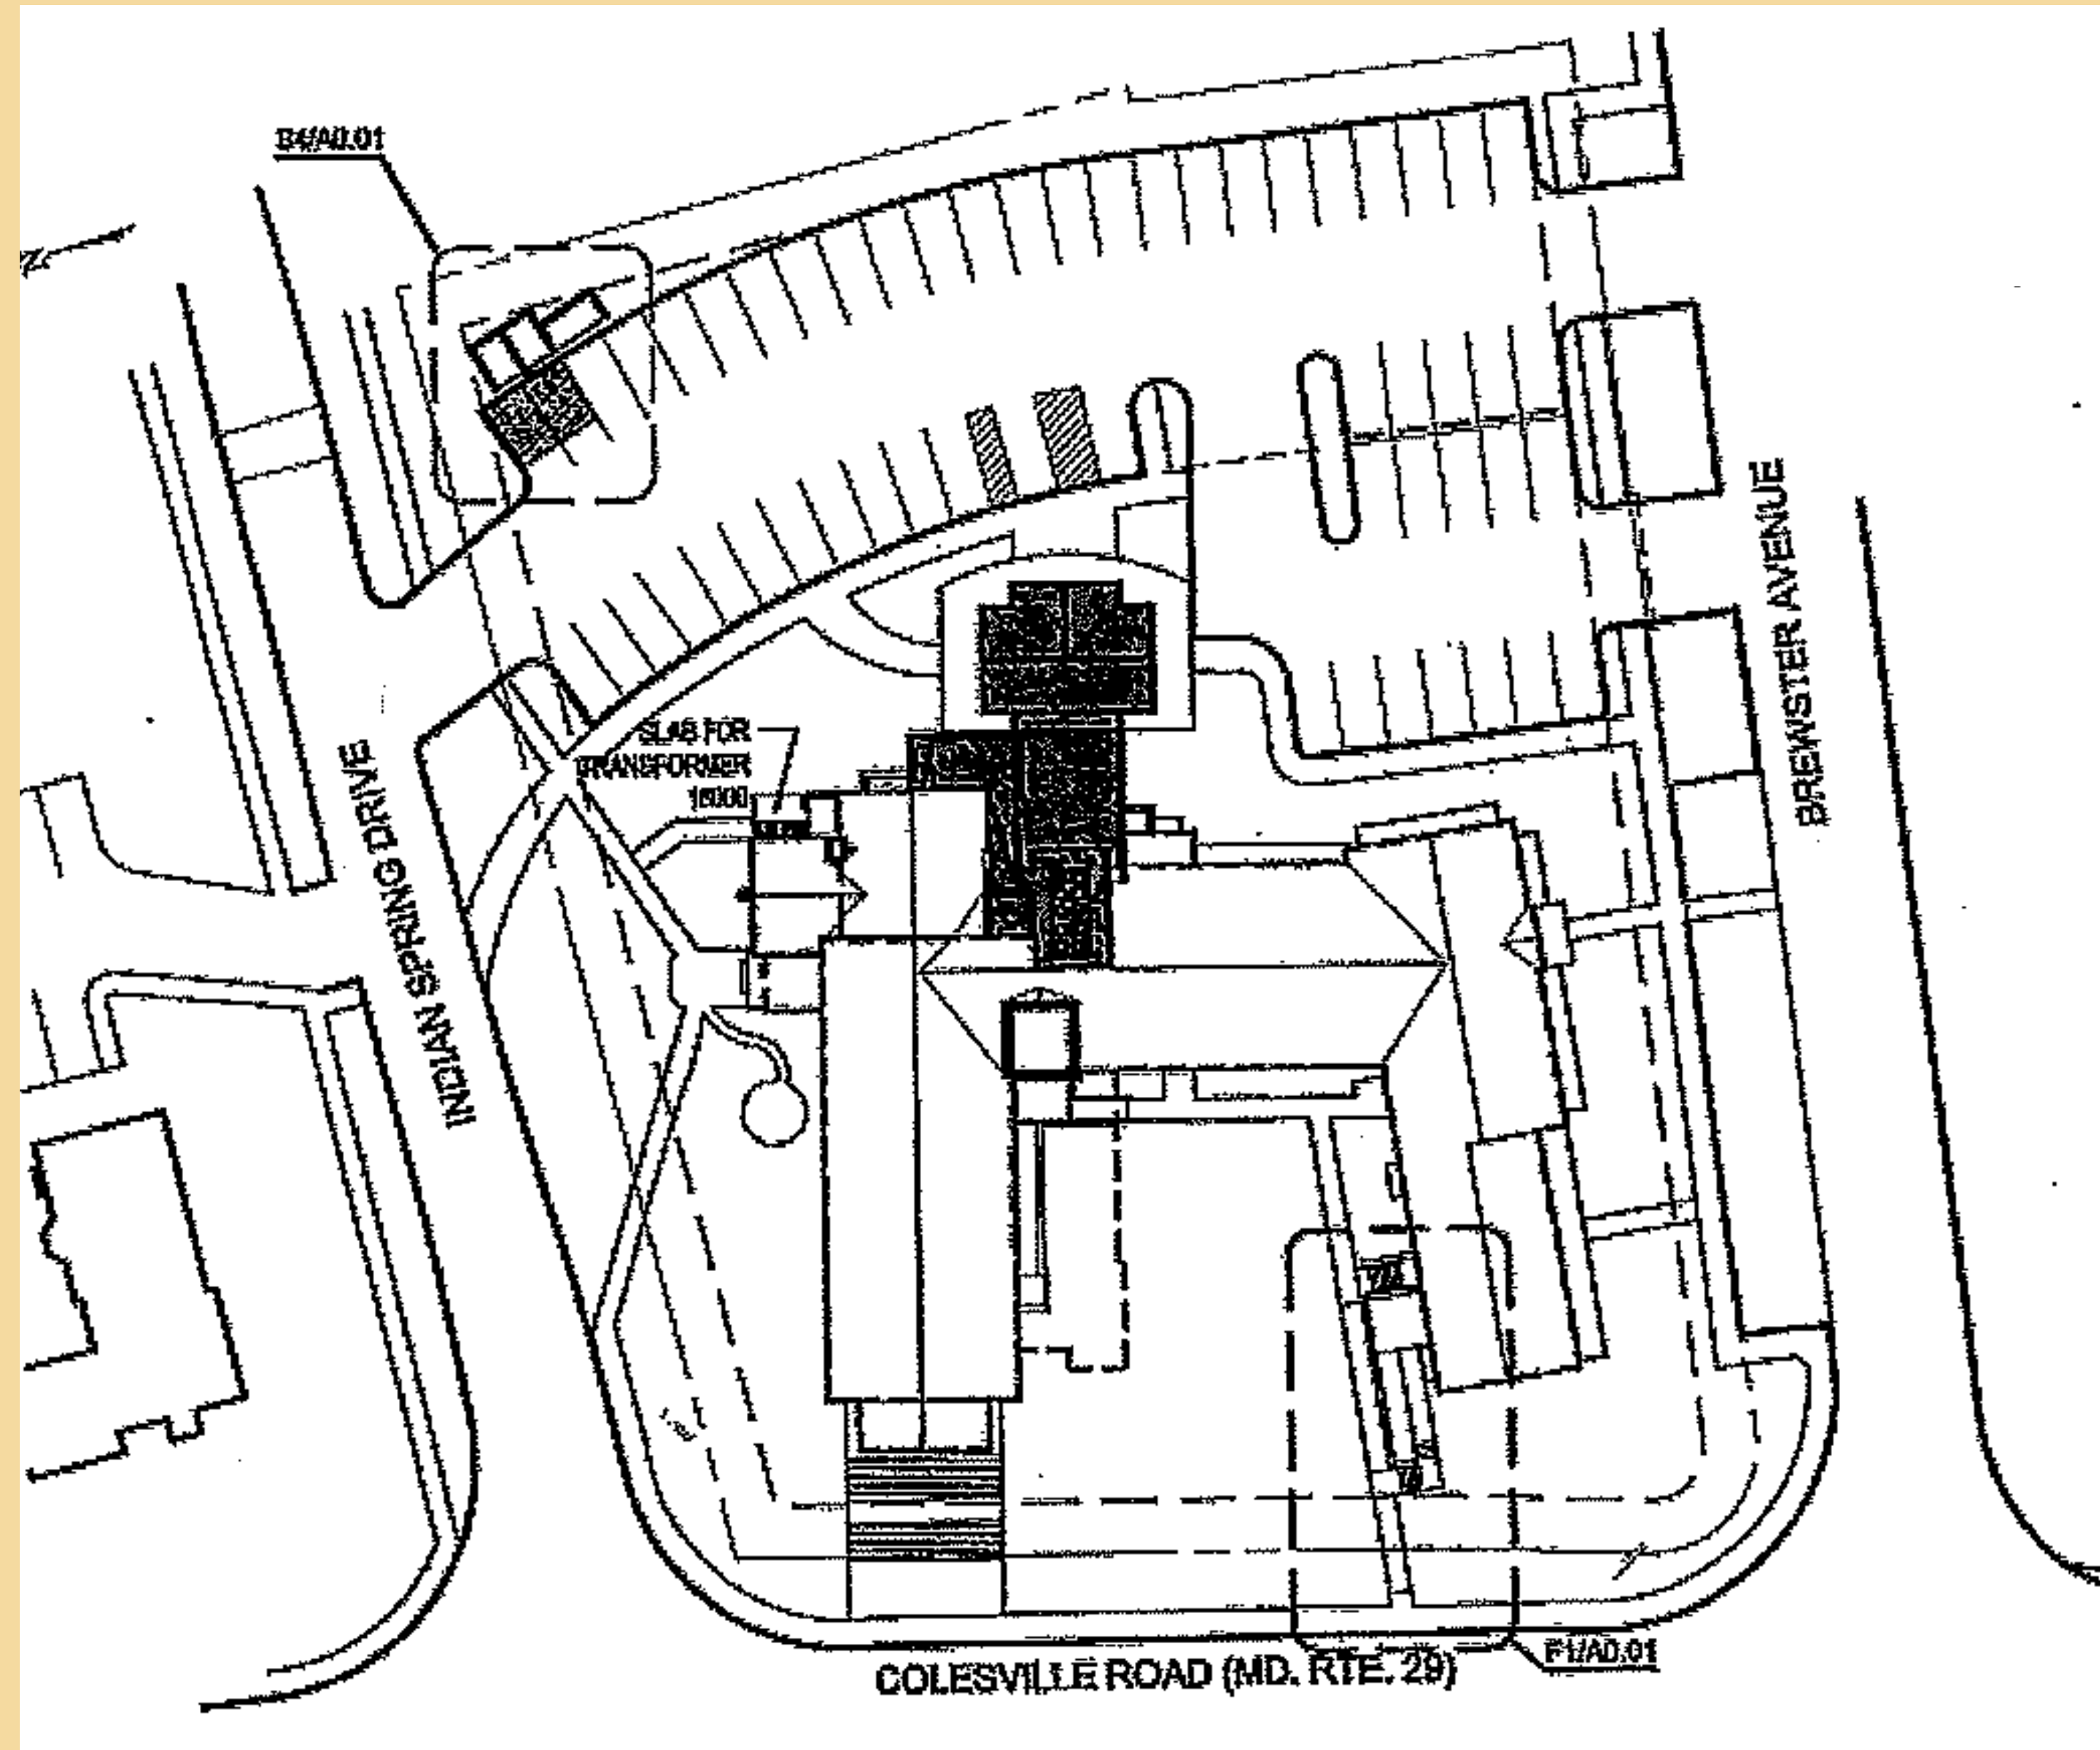 B4/A0.01
BREWSTER AVENUE
SLAB FOR
TRANSFORMER
INDIAN SPRING DRIVE
COLESVILLE ROAD (MD. RTE. 29)
F1/A0.01